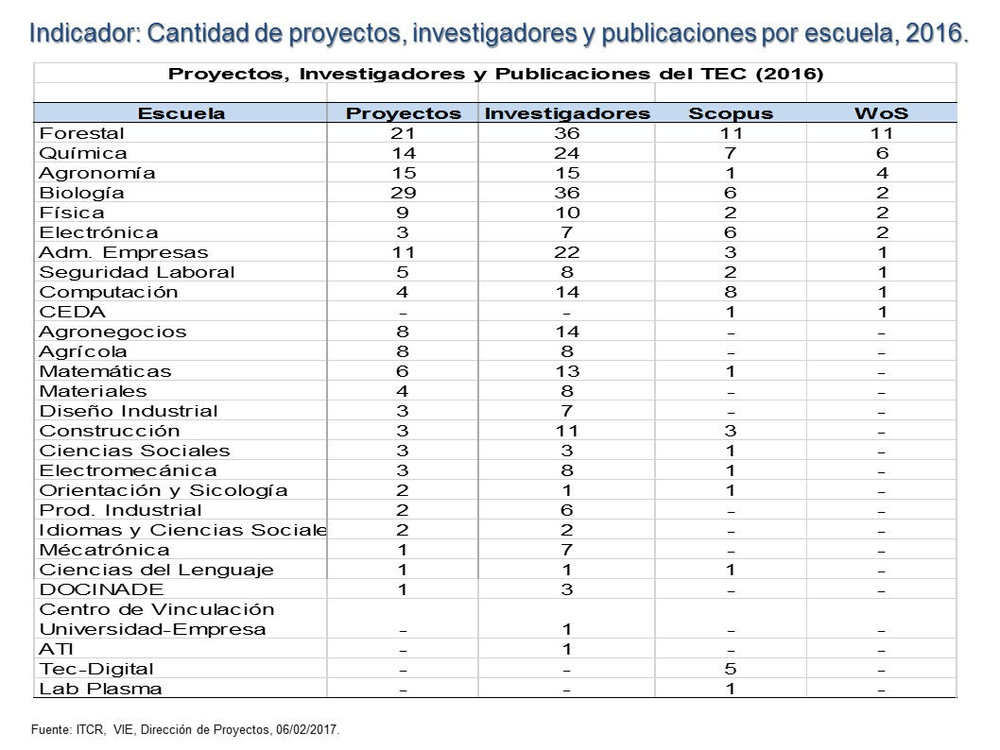 Indicador: Cantidad de proyectos, investigadores y publicaciones por escuela, 2016.
Proyectos, Investigadores y Publicaciones del TEC (2016)
Escuela Proyectos Investigadores Scopus WoS
Forestal 21 36 11 11
Química 14 24 7 6
Agronomía 15 15 1 4
Biología 29 36 6 2
Física 9 10 2 2
Electrónica 3 7 6 2
Adm. Empresas 11 22 3 1
Seguridad Laboral 5 8 2 1
Computación 4 14 8 1
CEDA - - 1 1
Agronegocios 8 14 - -
Agrícola 8 8 - -
Matemáticas 6 13 1 -
Materiales 4 8 - -
Diseño Industrial 3 7 - -
Construcción 3 11 3 -
Ciencias Sociales 3 3 1 -
Electromecánica 3 8 1 -
Orientación y Sicología 2 1 1 -
Prod. Industrial 2 6 - -
Idiomas y Ciencias Sociale 2 2 - -
Mécatrónica 1 7 - -
Ciencias del Lenguaje 1 1 1 -
DOCINADE 1 3 - -
Centro de Vinculación
Universidad-Empresa - 1 - -
ATI - 1 - -
Tec-Digital - - 5 -
Lab Plasma - - 1 -
Fuente: ITCR, VIE, Dirección de Proyectos, 06/02/2017.